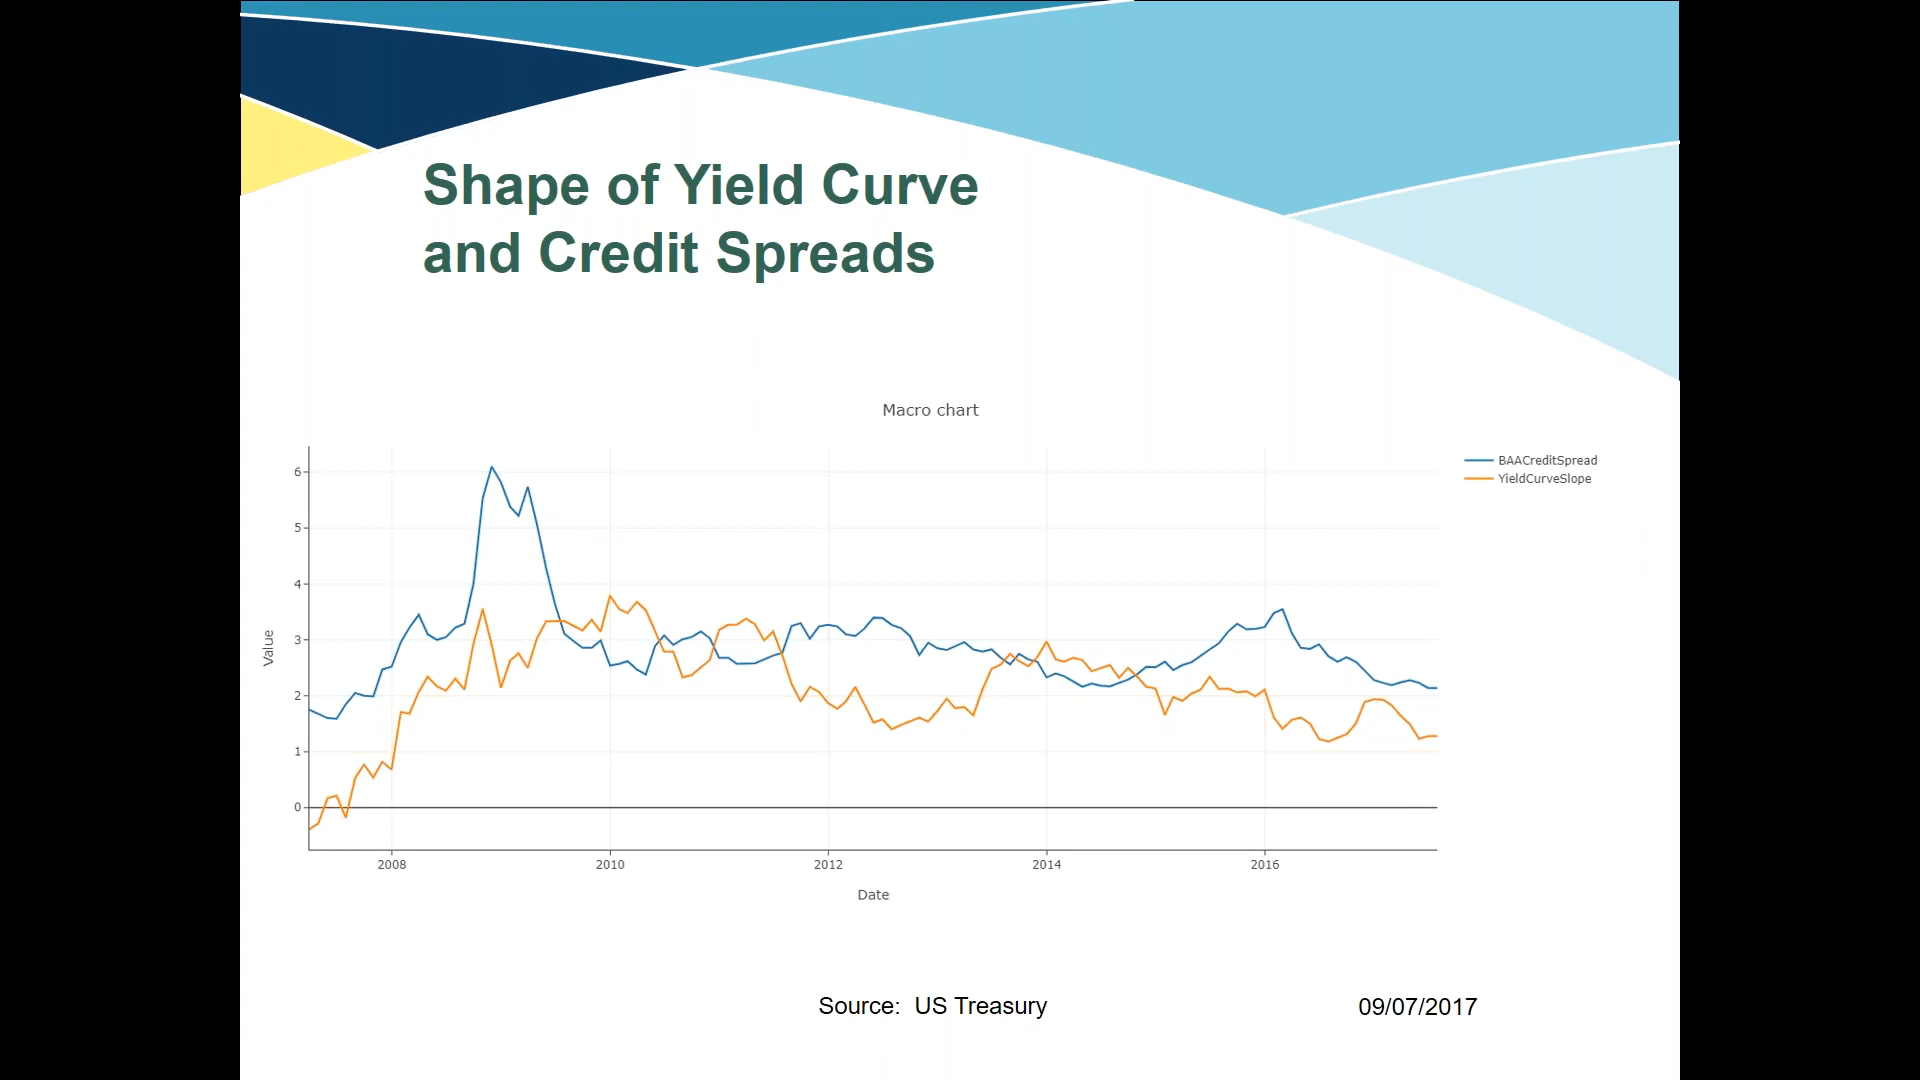 Shape of Yield Curve
and Credit Spreads
Macro chart
BAACreditSpread
YieldCurveSlope
6
5
4
3
2
1
0
Value
2008
2010
2012
2014
2016
Date
Source: US Treasury
09/07/2017